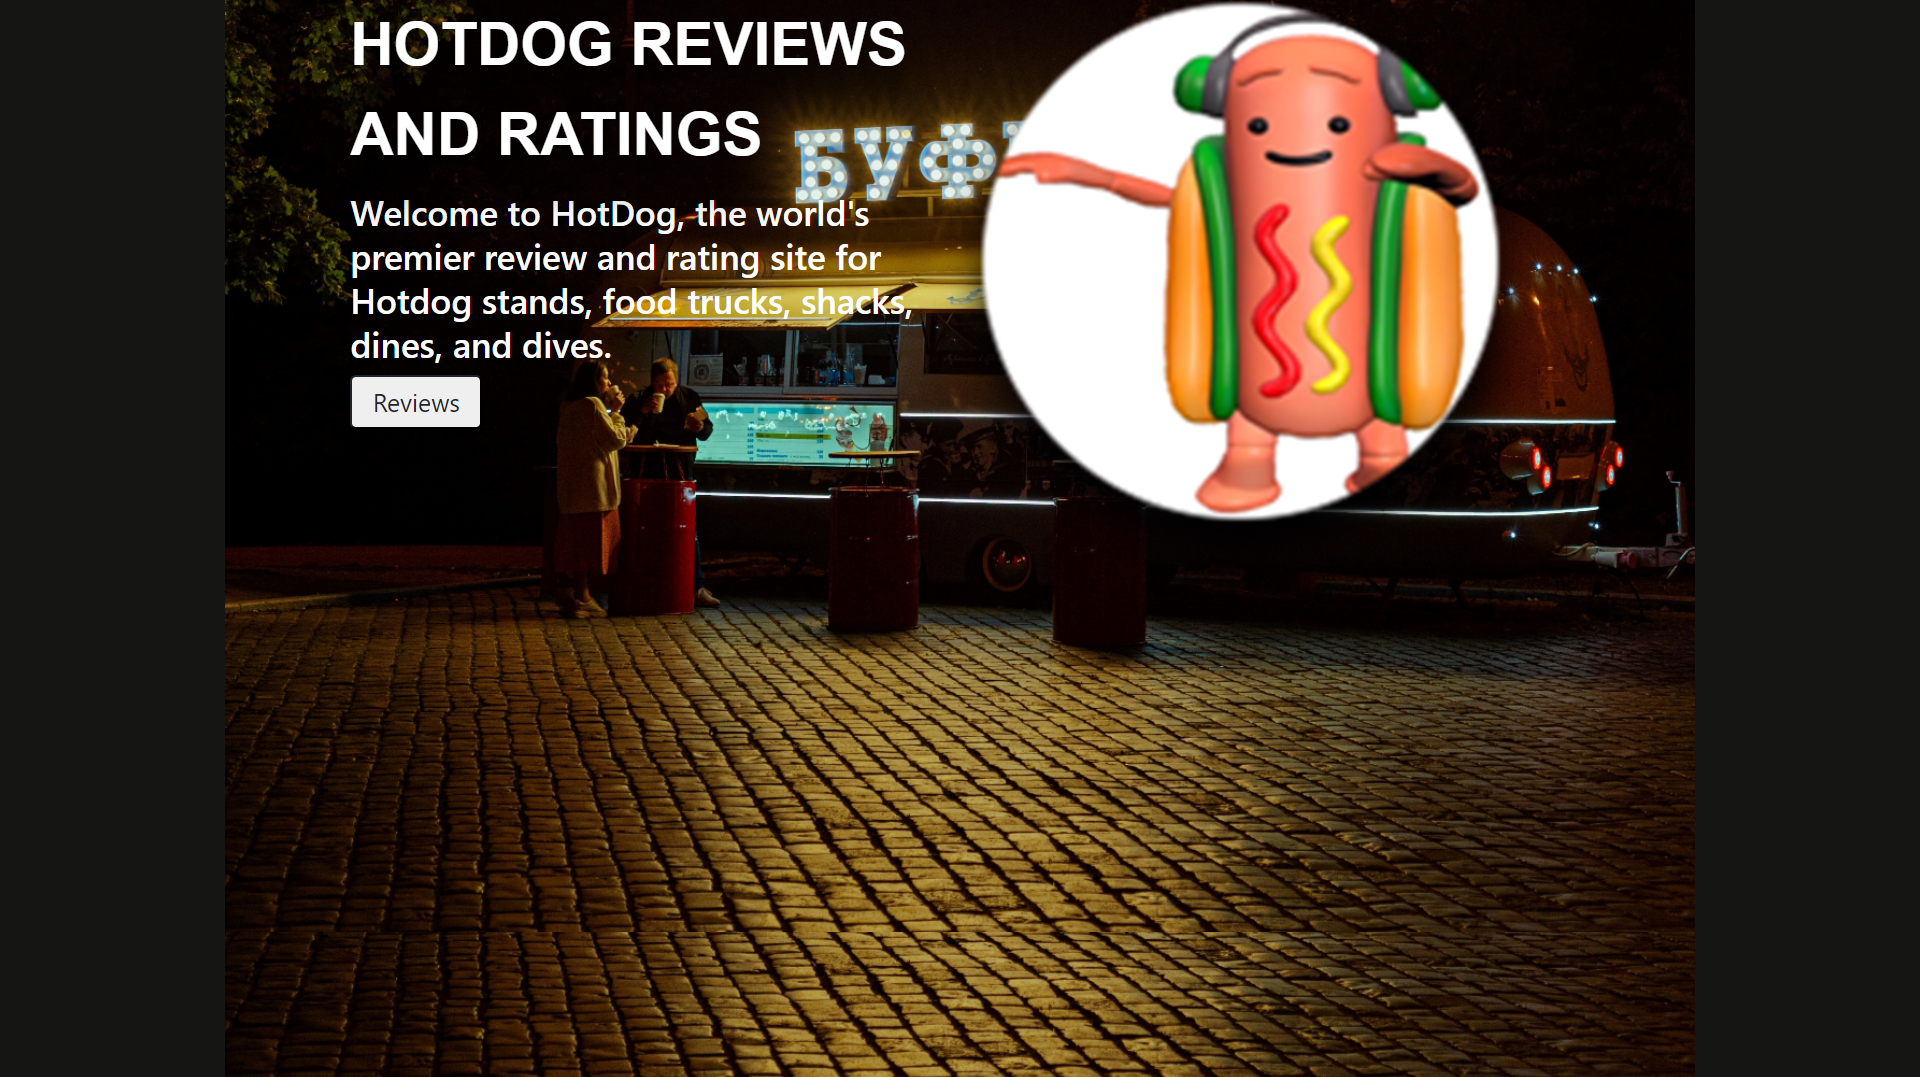 HOTDOG REVIEWS
AND RATINGS
БУФ
Welcome to HotDog, the world's
premier review and rating site for
Hotdog stands, food trucks, shacks,
dines, and dives.
Reviews